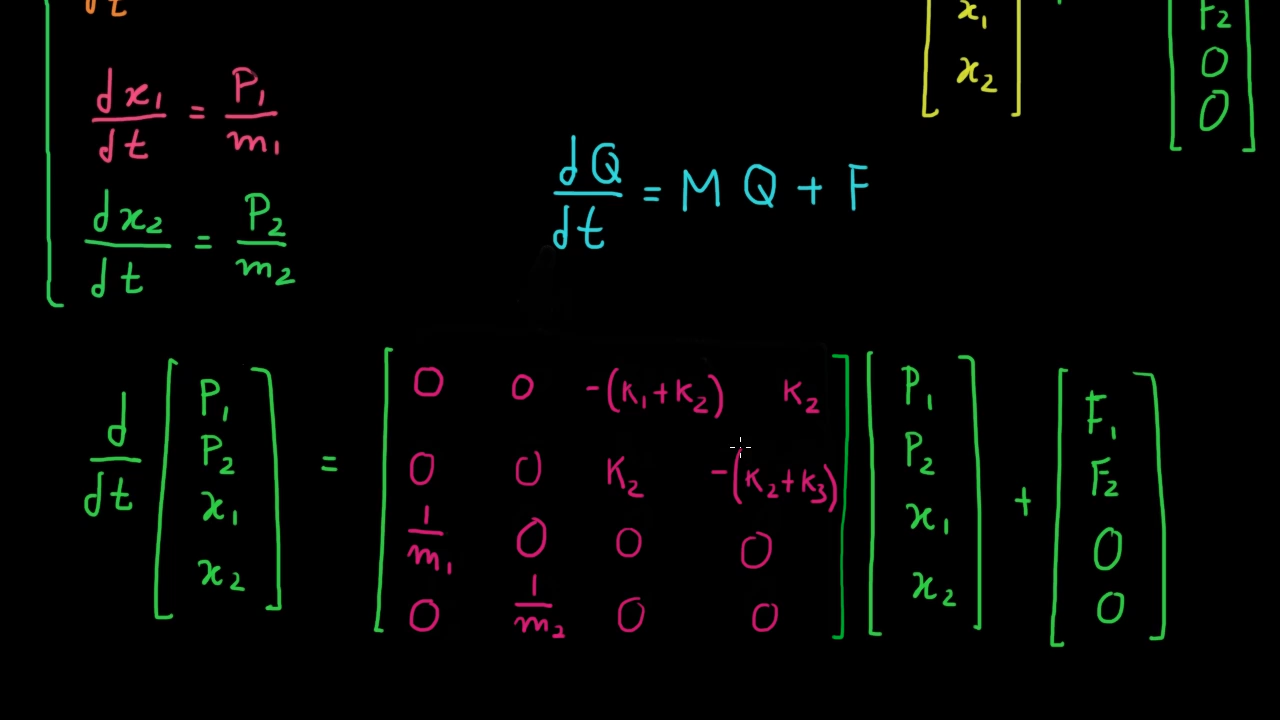 dt
x₁
x₂
F₂
0
0
dx₁/dt = P₁/m₁
dx₂/dt = P₂/m₂
dQ/dt = M Q + F
d/dt [P₁ P₂ x₁ x₂] = [0 0 -(K₁+K₂) K₂
0 0 K₂ -(K₂+K₃)
1/m₁ 0 0 0
0 1/m₂ 0 0] [P₁ P₂ x₁ x₂] + [F₁ F₂ 0 0]